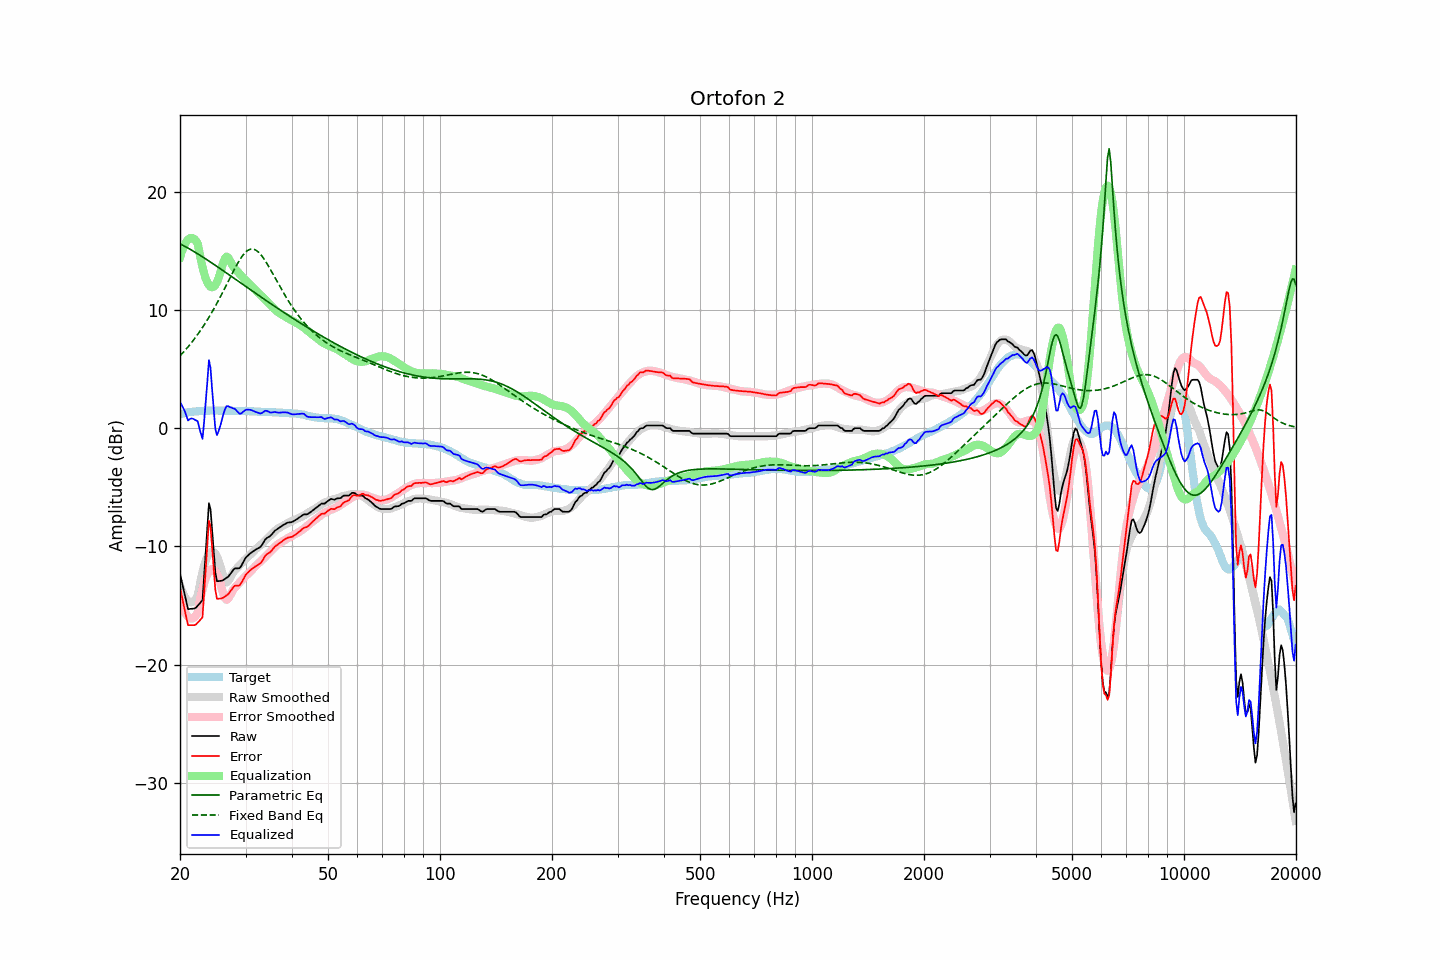 Ortofon 2
Amplitude (dBr)
20
10
0
−10
−20
−30
Target
Raw Smoothed
Error Smoothed
Raw
Error
Equalization
Parametric Eq
Fixed Band Eq
Equalized
20 50 100 200 500 1000 2000 5000 10000 20000
Frequency (Hz)